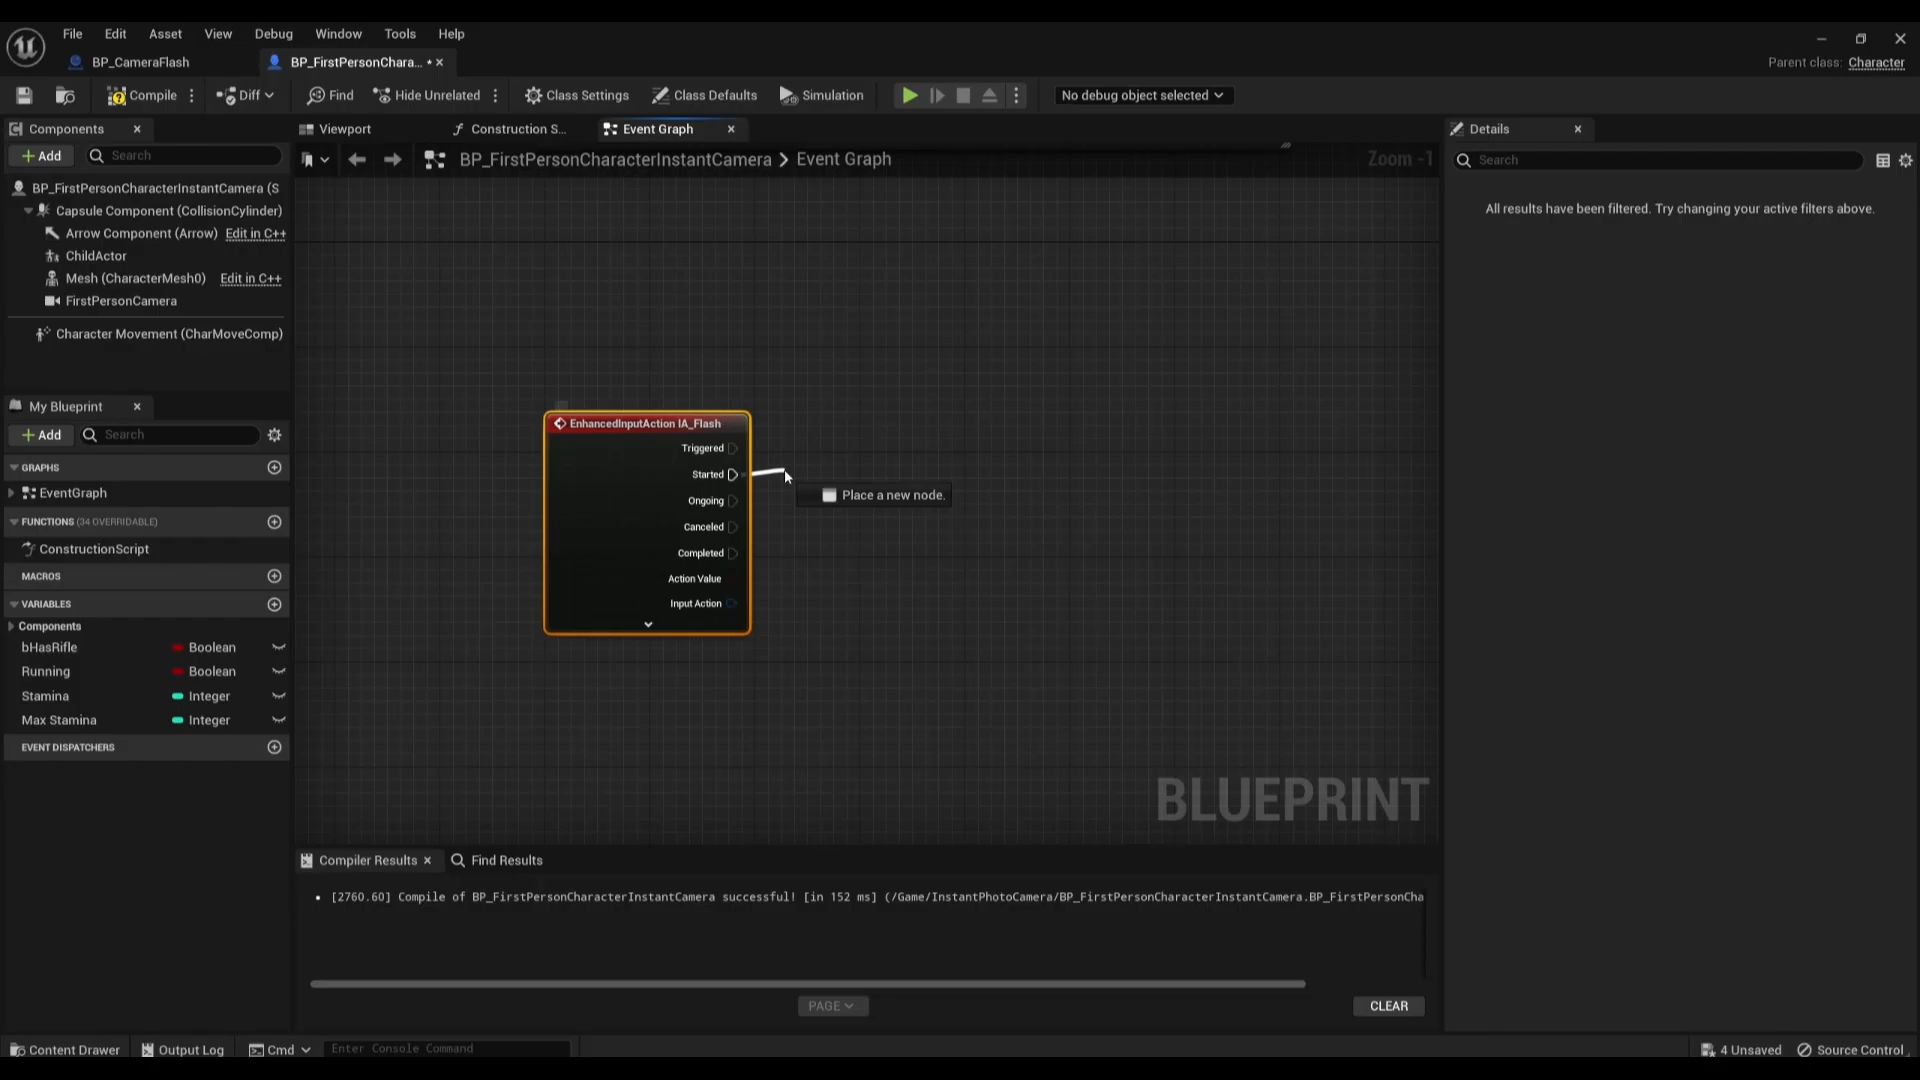 File Edit Asset View Debug Window Tools Help
BP_CameraFlash
BP_FirstPersonChara... •
Parent class: Character
Compile
Diff
Find
Hide Unrelated
Class Settings
Class Defaults
Simulation
No debug object selected
Components
Add
Search
BP_FirstPersonCharacterInstantCamera (S
Capsule Component (CollisionCylinder)
Arrow Component (Arrow) Edit in C++
ChildActor
Mesh (CharacterMesh0) Edit in C++
FirstPersonCamera
Character Movement (CharMoveComp)
My Blueprint
Add
Search
GRAPHS
EventGraph
FUNCTIONS (34 OVERRIDABLE)
ConstructionScript
MACROS
VARIABLES
Components
bHasRifle Boolean
Running Boolean
Stamina Integer
Max Stamina Integer
EVENT DISPATCHERS
Viewport
Construction S...
Event Graph
BP_FirstPersonCharacterInstantCamera > Event Graph
Zoom -1
EnhancedInputAction IA_Flash
Triggered
Started
Ongoing
Canceled
Completed
Action Value
Input Action
Place a new node.
BLUEPRINT
Compiler Results
Find Results
[2760.60] Compile of BP_FirstPersonCharacterInstantCamera successful! [in 152 ms] (/Game/InstantPhotoCamera/BP_FirstPersonCharacterInstantCamera.BP_FirstPersonCha
PAGE
CLEAR
Details
Search
All results have been filtered. Try changing your active filters above.
Content Drawer
Output Log
Cmd
Enter Console Command
4 Unsaved
Source Control